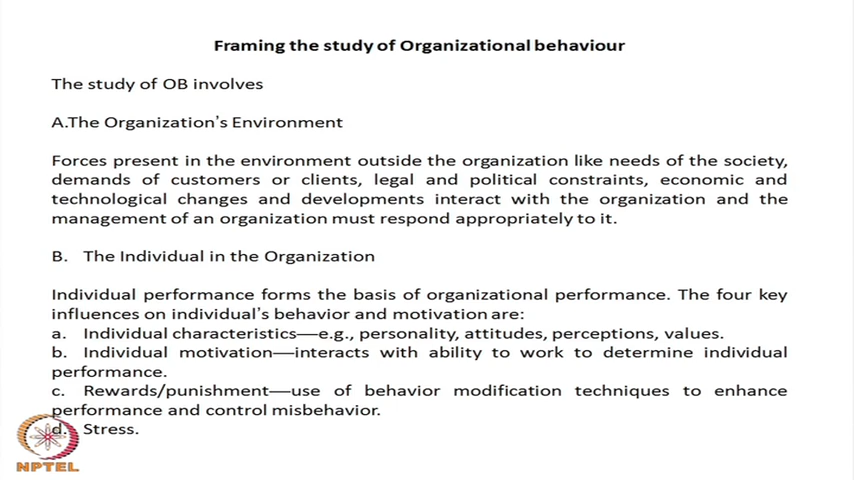 Framing the study of Organizational behaviour
The study of OB involves
A.The Organization's Environment
Forces present in the environment outside the organization like needs of the society,
demands of customers or clients, legal and political constraints, economic and
technological changes and developments interact with the organization and the
management of an organization must respond appropriately to it.
B. The Individual in the Organization
Individual performance forms the basis of organizational performance. The four key
influences on individual's behavior and motivation are:
a. Individual characteristics—e.g., personality, attitudes, perceptions, values.
b. Individual motivation—interacts with ability to work to determine individual
performance.
c. Rewards/punishment—use of behavior modification techniques to enhance
performance and control misbehavior.
d. Stress.
NPTEL